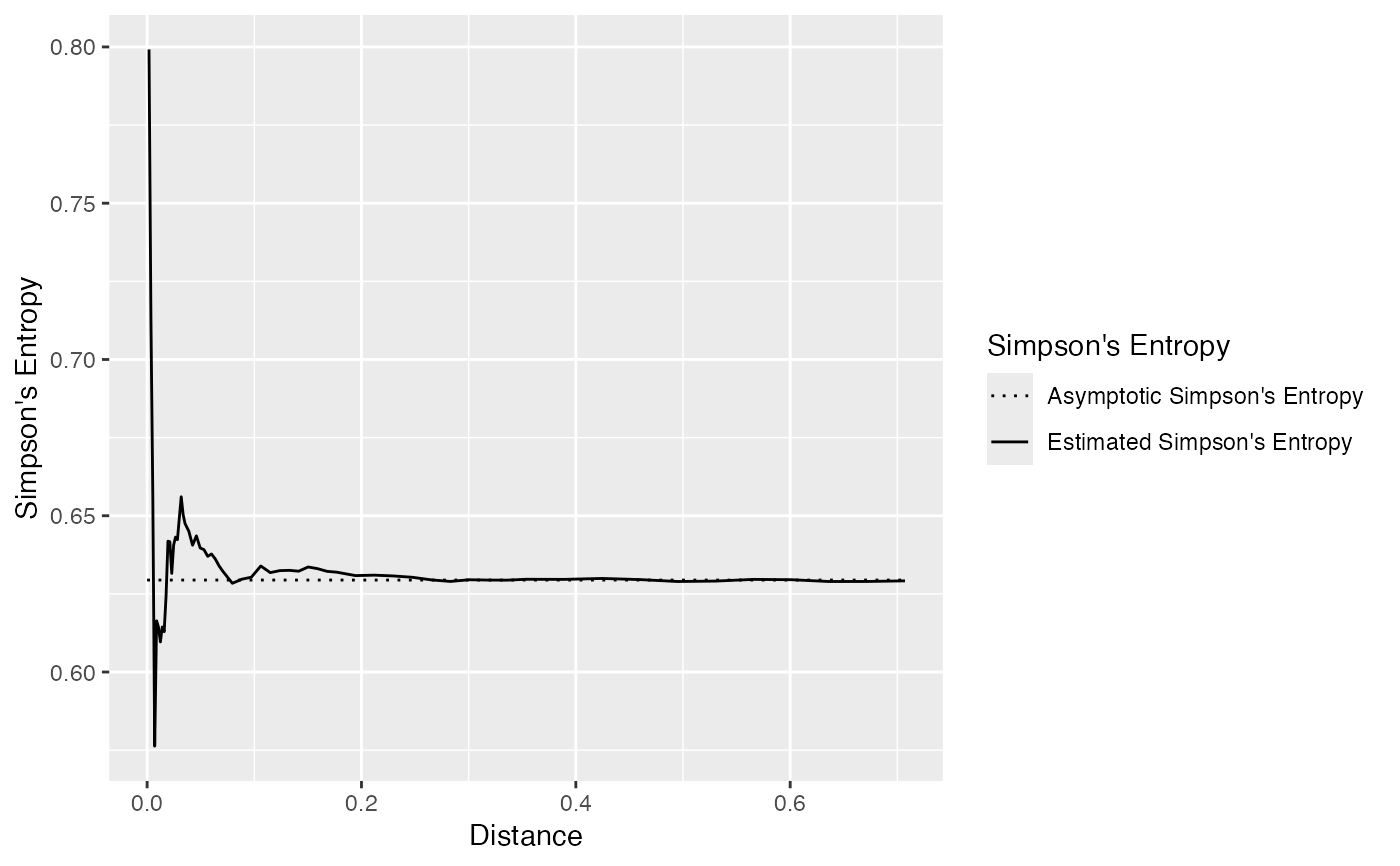 0.80
0.75
0.70
0.65
0.60
Simpson's Entropy
0.0
0.2
0.4
0.6
Distance
Simpson's Entropy
Asymptotic Simpson's Entropy
Estimated Simpson's Entropy